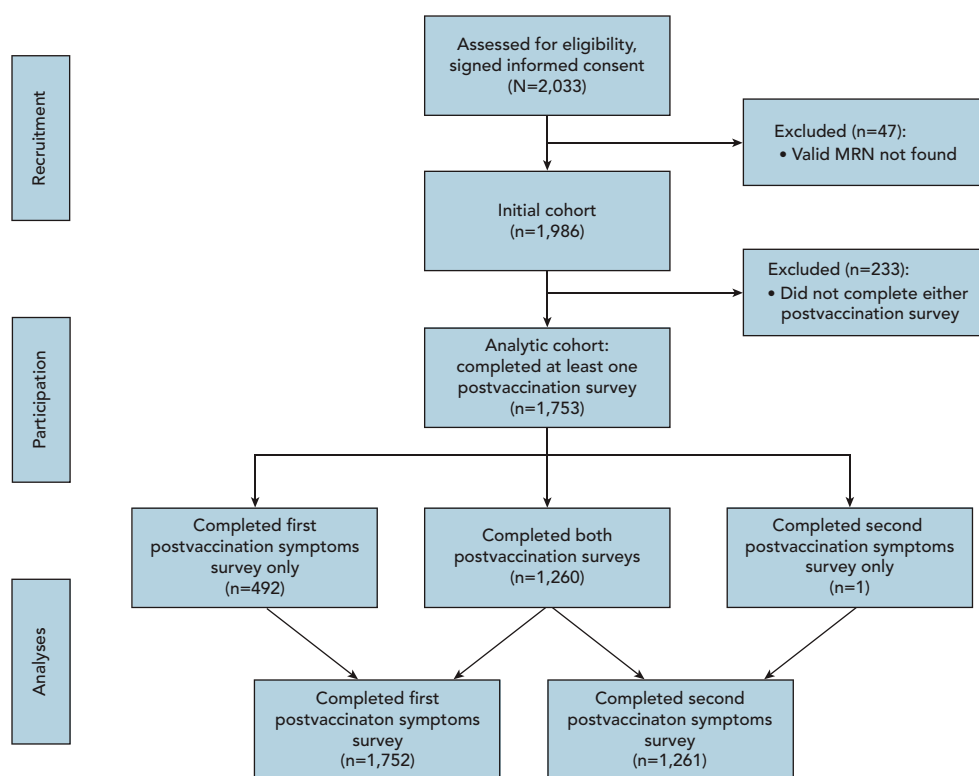 Recruitment
Assessed for eligibility,
signed informed consent
(N=2,033)
Excluded (n=47):
• Valid MRN not found
Initial cohort
(n=1,986)
Excluded (n=233):
• Did not complete either
postvaccination survey
Participation
Analytic cohort:
completed at least one
postvaccination survey
(n=1,753)
Completed first
postvaccination symptoms
survey only
(n=492)
Completed both
postvaccination surveys
(n=1,260)
Completed second
postvaccination symptoms
survey only
(n=1)
Analyses
Completed first
postvaccinaton symptoms
survey
(n=1,752)
Completed second
postvaccinaton symptoms
survey
(n=1,261)